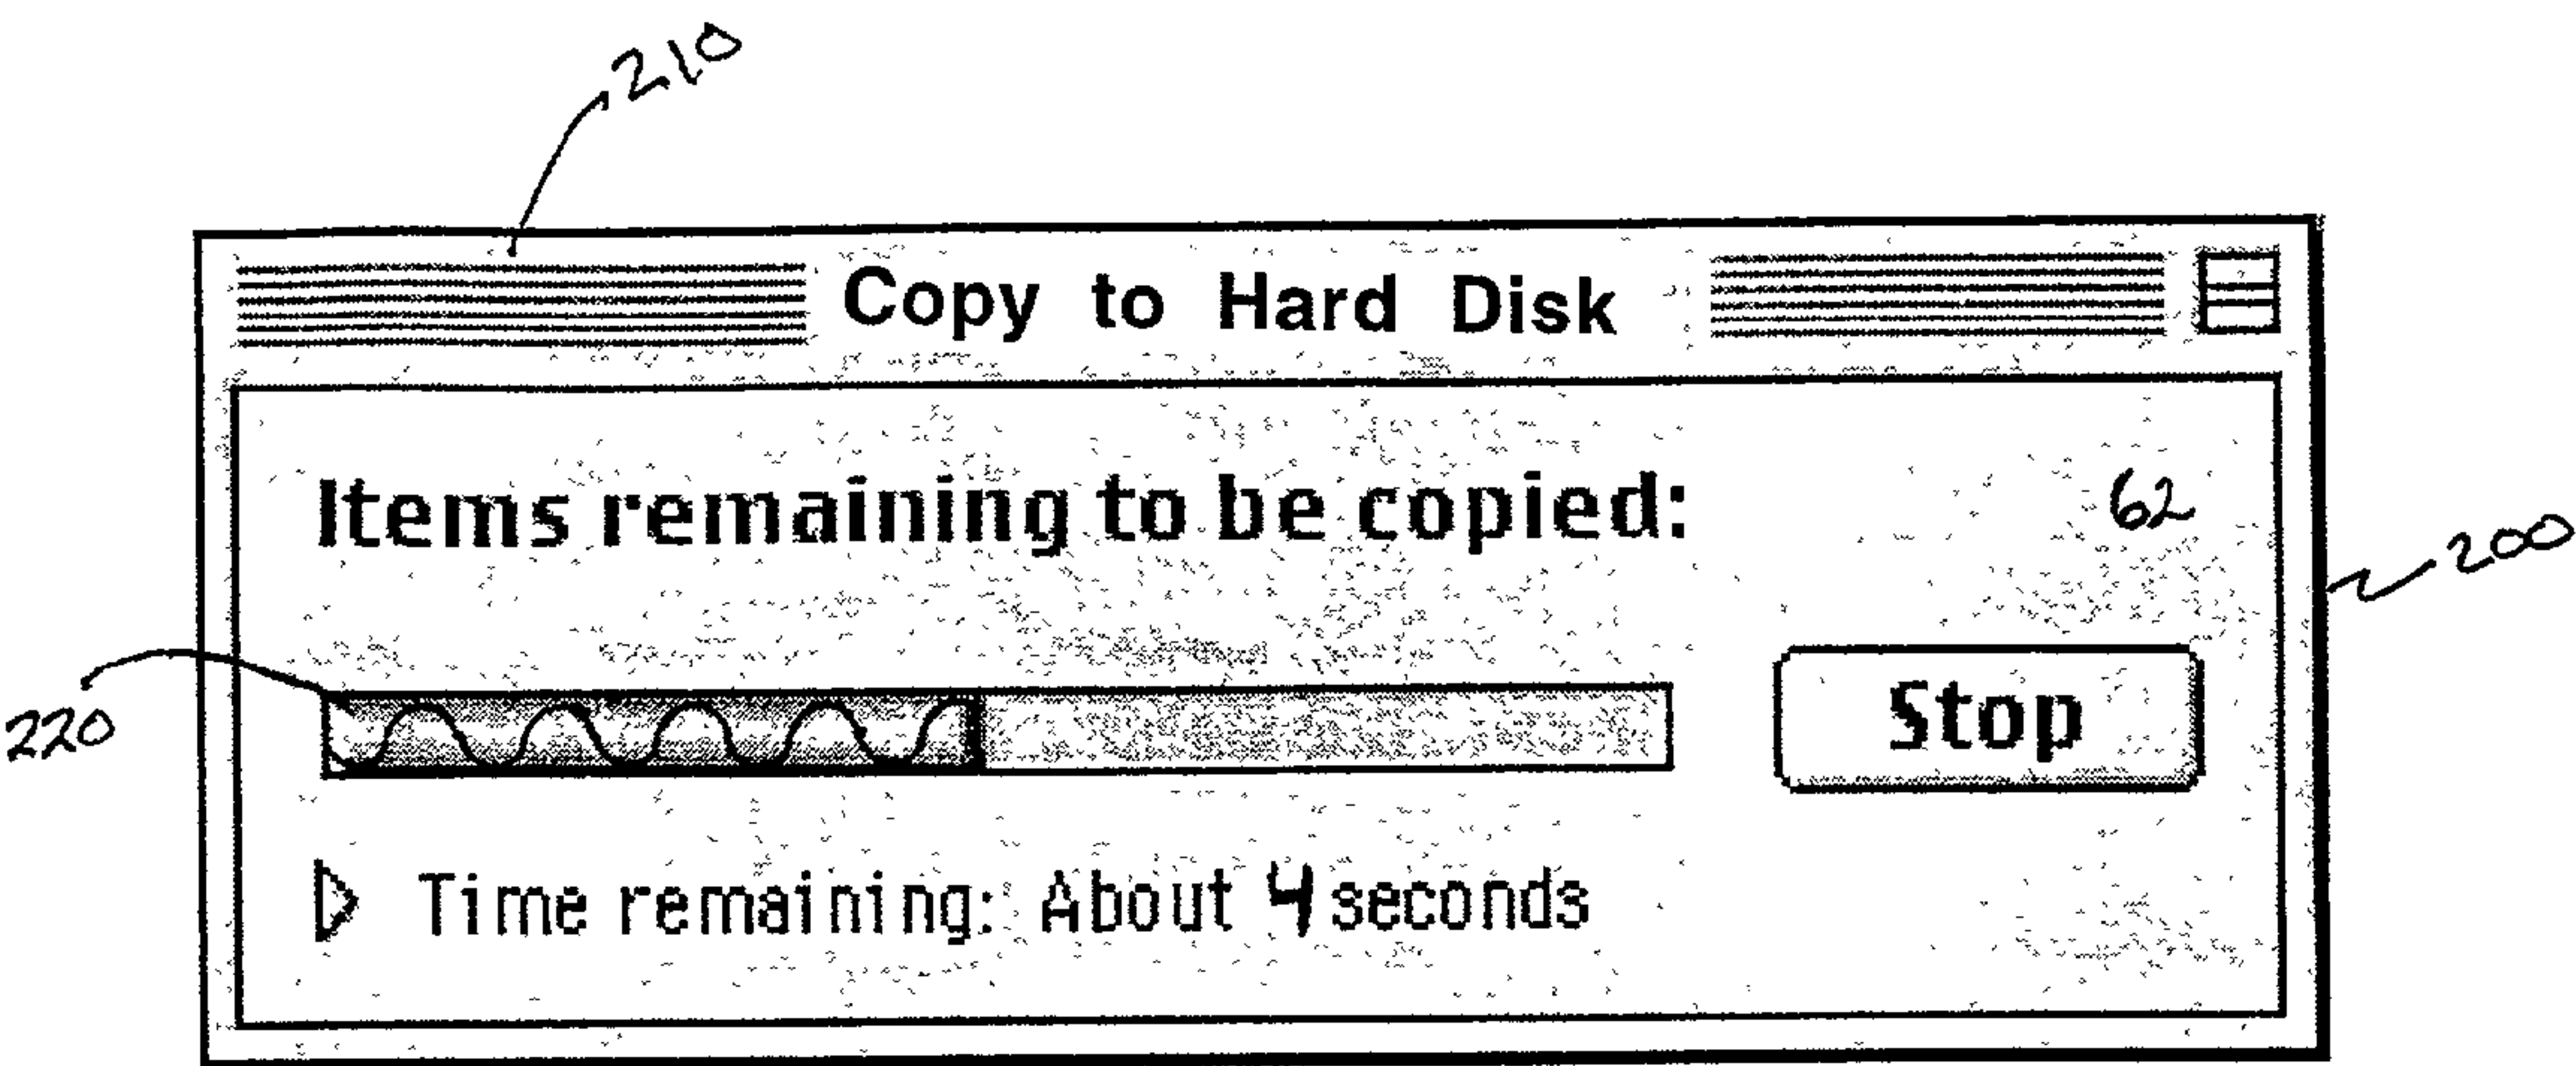 210
Copy to Hard Disk
Items remaining to be copied: 62
200
220
Stop
Time remaining: About 4 seconds